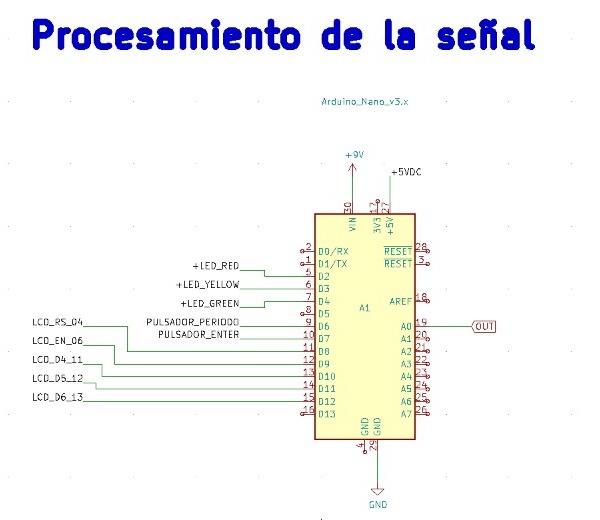 Procesamiento de la señal
Arduino_Nano_v3.x
+9V
+5VDC
30 17 27
VIN 3V3 +5V
2 D0/RX RESET 28
1 D1/TX RESET 3
+LED_RED 5 D2
+LED_YELLOW 6 D3
+LED_GREEN 7 D4 AREF 18
8 D5 A1
PULSADOR_PERIODO 9 D6 A0 19 OUT
PULSADOR_ENTER 10 D7 A1 20
LCD_RS_04 11 D8 A2 21
LCD_EN_06 12 D9 A3 22
LCD_D4_11 13 D10 A4 23
LCD_D5_12 14 D11 A5 24
LCD_D6_13 15 D12 A6 25
16 D13 A7 26
GND GND
4 29
GND